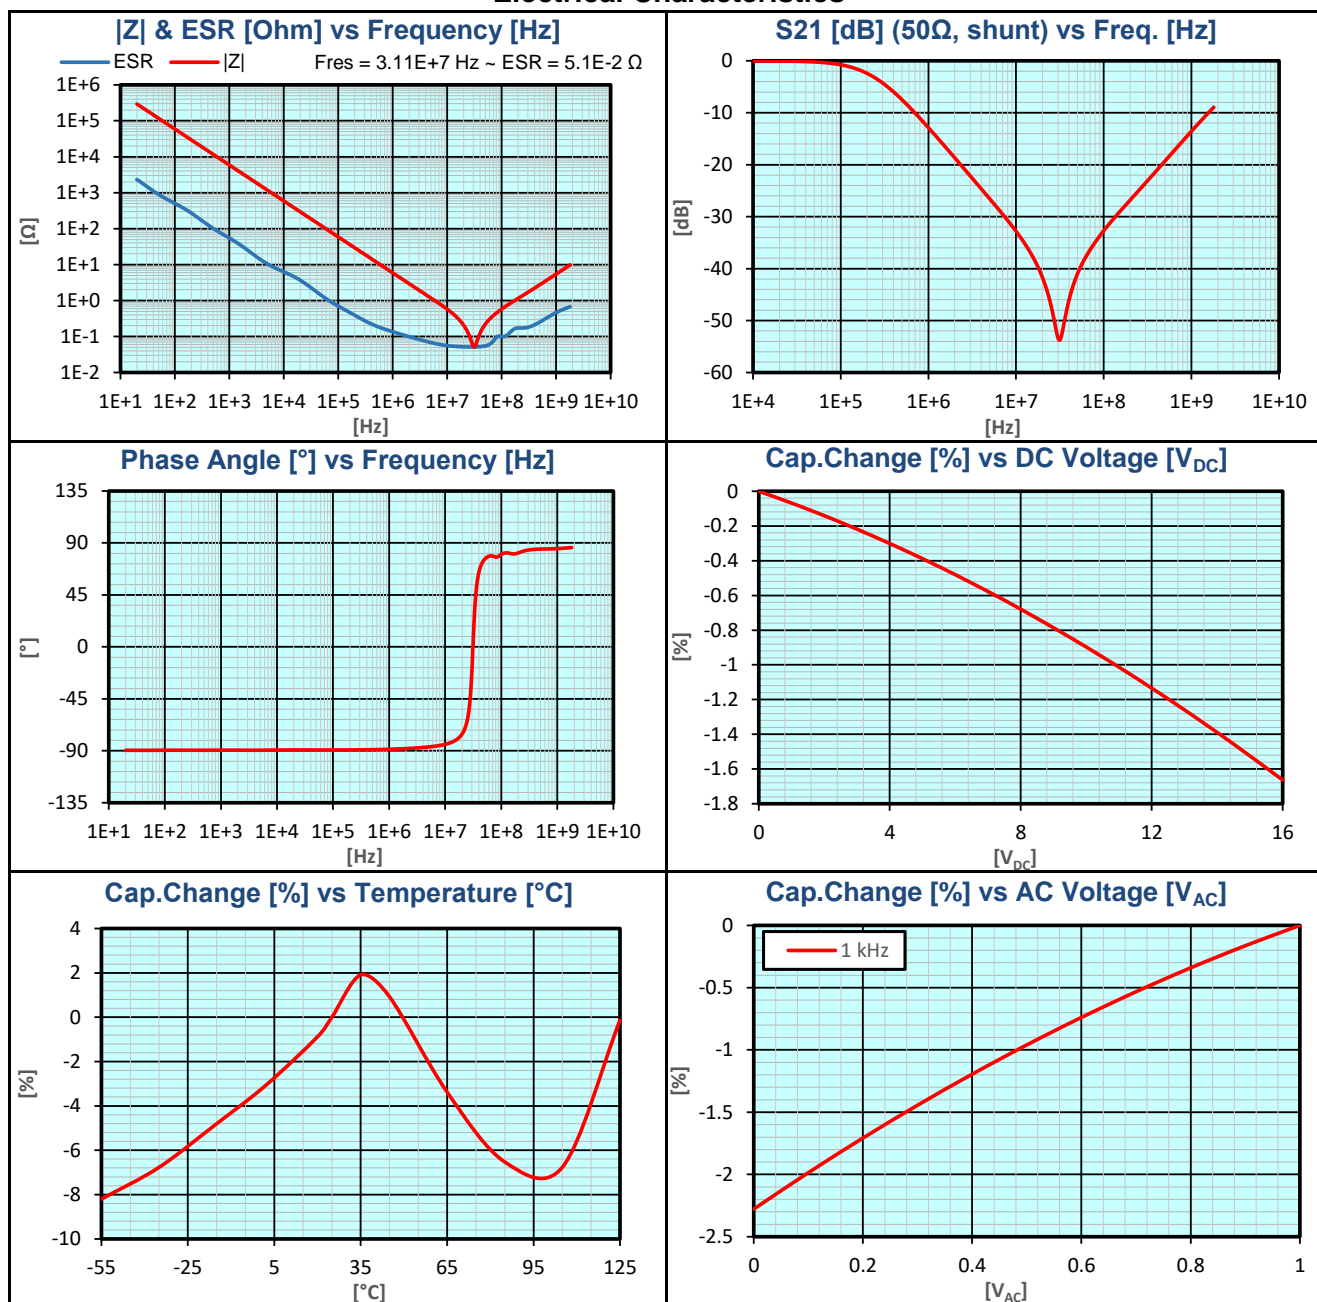 |Z| & ESR [Ohm] vs Frequency [Hz]
ESR |Z| Fres = 3.11E+7 Hz ~ ESR = 5.1E-2 Ω
1E+6
1E+5
1E+4
1E+3
1E+2
1E+1
1E+0
1E-1
1E-2
[Ω]
1E+1 1E+2 1E+3 1E+4 1E+5 1E+6 1E+7 1E+8 1E+9 1E+10
[Hz]
S21 [dB] (50Ω, shunt) vs Freq. [Hz]
0
-10
-20
-30
-40
-50
-60
[dB]
1E+4 1E+5 1E+6 1E+7 1E+8 1E+9 1E+10
[Hz]
Phase Angle [°] vs Frequency [Hz]
135
90
45
0
-45
-90
-135
[°]
1E+1 1E+2 1E+3 1E+4 1E+5 1E+6 1E+7 1E+8 1E+9 1E+10
[Hz]
Cap.Change [%] vs DC Voltage [VDC]
0
-0.2
-0.4
-0.6
-0.8
-1
-1.2
-1.4
-1.6
-1.8
[%]
0 4 8 12 16
[VDC]
Cap.Change [%] vs Temperature [°C]
4
2
0
-2
-4
-6
-8
-10
[%]
-55 -25 5 35 65 95 125
[°C]
Cap.Change [%] vs AC Voltage [VAC]
1 kHz
0
-0.5
-1
-1.5
-2
-2.5
[%]
0 0.2 0.4 0.6 0.8 1
[VAC]